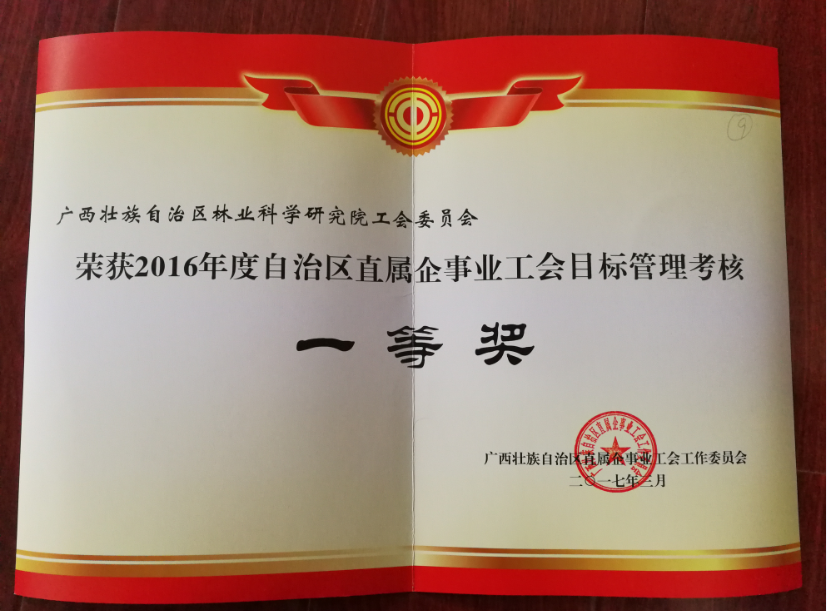 9
广西壮族自治区林业科学研究院工会委员会
荣获2016年度自治区直属企事业工会目标管理考核
一等奖
广西壮族自治区直属企事业工会工作委员会
二〇一七年三月